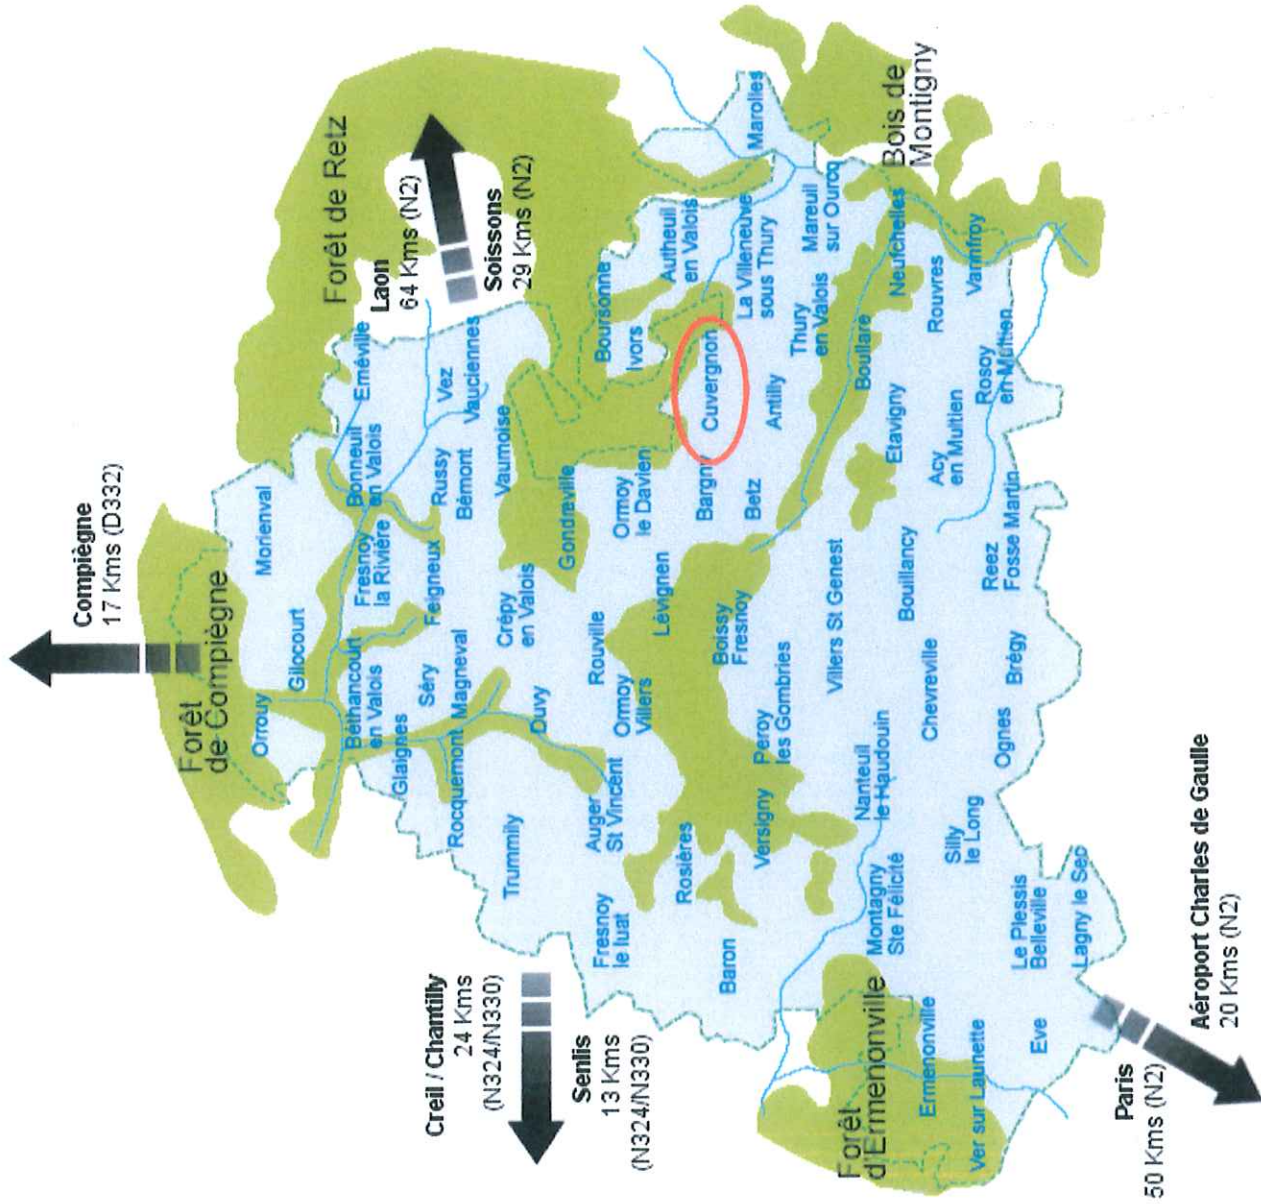 Compiègne
17 Kms (D332)
Forêt
de Compiègne
Forêt de Retz
Laon
64 Kms (N2)
Soissons
29 Kms (N2)
Creil / Chantilly
24 Kms
(N324/N330)
Senlis
13 Kms
(N324/N330)
Orrouy
Gilocourt
Morienval
Béthancourt
en Valois
Fresnoy
la Rivière
Bonneuil
en Valois
Eméville
Glaignes
Séry
Magneval
Feigneux
Russy
Bémont
Vez
Vauciennes
Rocquemont
Trummily
Duvy
Crépy
en Valois
Vaumoise
Auger
St Vincent
Fresnoy
le luat
Rouville
Ormoy
Villers
Gondreville
Ormoy
le Davien
Boursonne
Ivors
Autheuil
en Valois
Marolles
Rosières
Lévignen
Bargny
Cuvergnon
La Villeneuve
sous Thury
Baron
Versigny
Peroy
les Gombries
Boissy
Fresnoy
Betz
Antilly
Thury
en Valois
Mareuil
sur Ourcq
Bois de
Montigny
Villers St Genest
Boullare
Neufchelles
Nanteuil
le Haudouin
Montagny
Ste Félicité
Bouillancy
Etavigny
Rouvres
Varinfroy
Chevreville
Acy
en Multien
Rosoy
en Multien
Silly
le Long
Ognes
Brégy
Reez
Fosse Martin
Forêt
d'Ermenonville
Ermenonville
Ver sur Launette
Eve
Le Plessis
Belleville
Lagny le Sec
Paris
50 Kms (N2)
Aéroport Charles de Gaulle
20 Kms (N2)